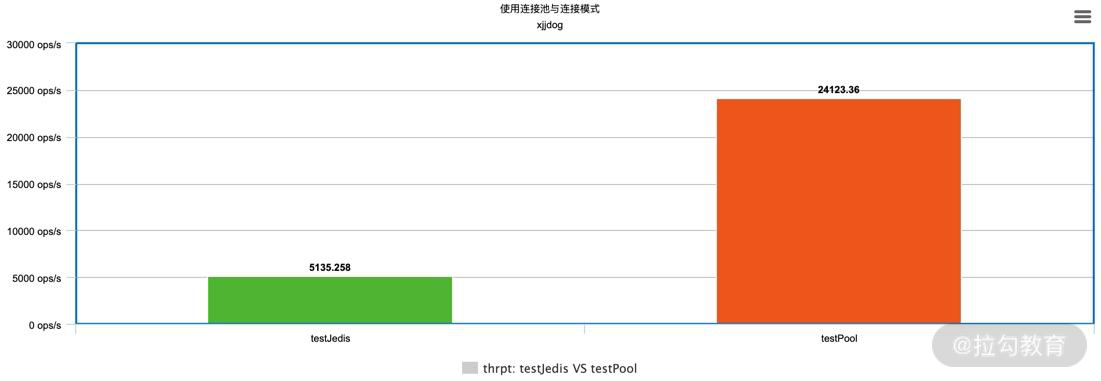 使用连接池与连接模式
xjjdog
30000 ops/s
25000 ops/s
20000 ops/s
15000 ops/s
10000 ops/s
5000 ops/s
0 ops/s
5135.258
24123.36
testJedis
testPool
thrpt: testJedis VS testPool
@拉勾教育